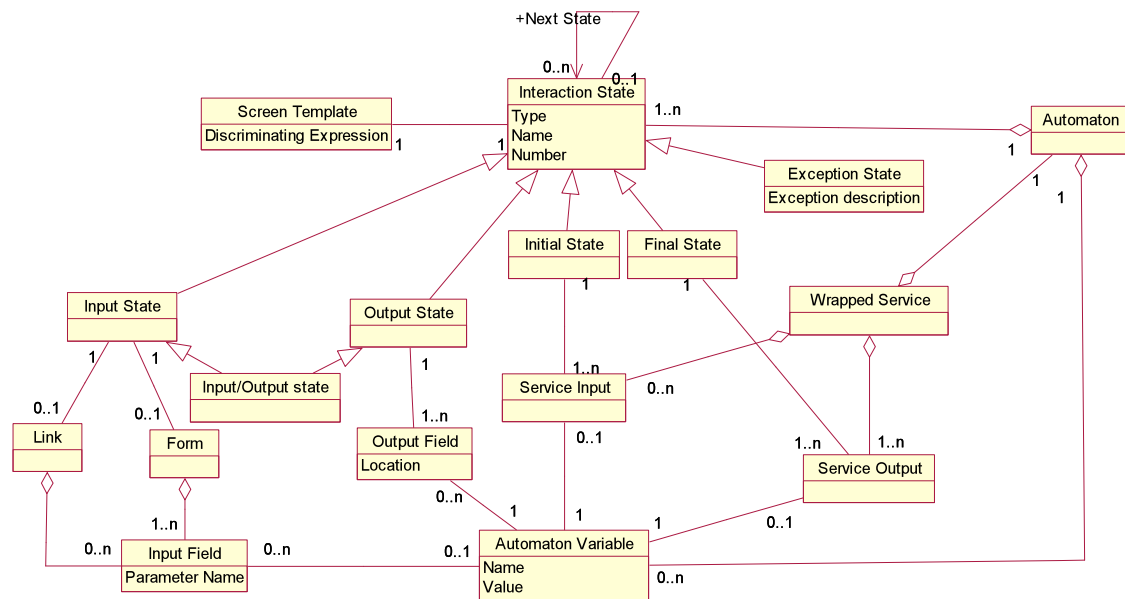 +Next State
0..n
0..1
Interaction State
Type
Name
Number
Screen Template
Discriminating Expression
1
1
1..n
1
Automaton
Exception State
Exception description
1
1
Initial State
1
Final State
1
Input State
1
1
Output State
1
Wrapped Service
Input/Output state
1..n
Service Input
0..n
0..1
0..1
0..1
1..n
Link
Form
Output Field
Location
1..n
1..n
Service Output
0..n
1
1
1
0..1
1..n
0..n
Input Field
Parameter Name
0..n
0..1
Automaton Variable
Name
Value
0..n